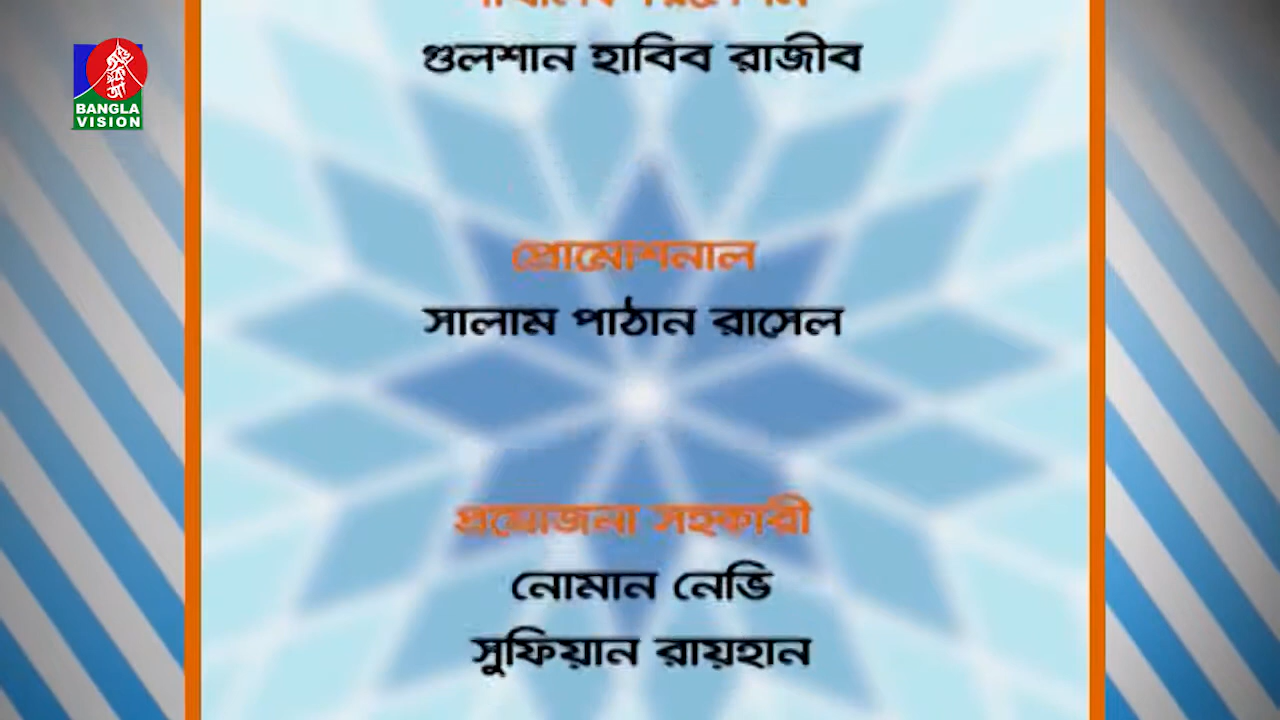 গুলশান হাবিব রাজীব
BANGLA
VISION
প্রোমোশনাল
সালাম পাঠান রাসেল
প্রযোজনা সহকারী
নোমান নেভি
সুফিয়ান রায়হান